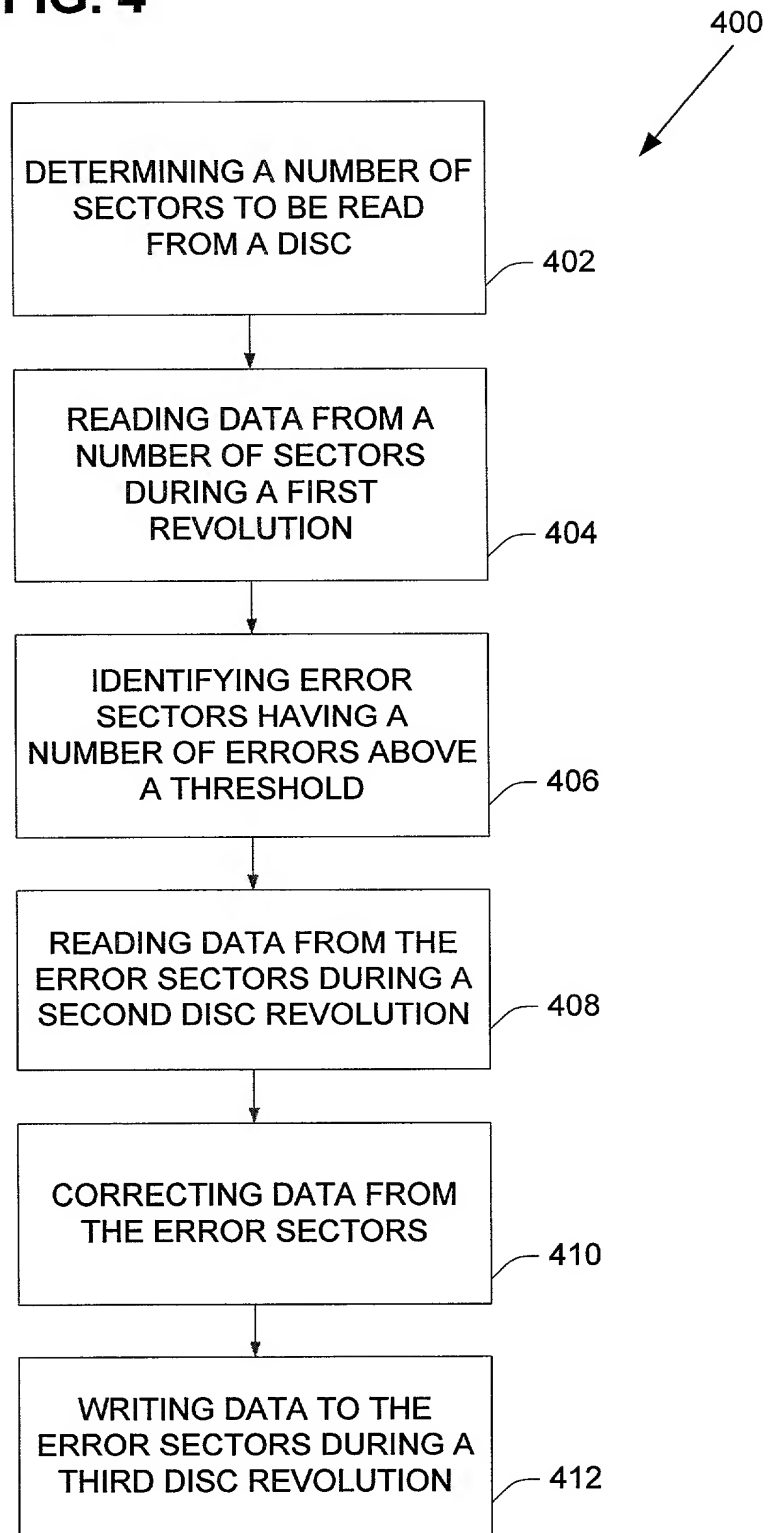 FIG. 4
400
DETERMINING A NUMBER OF
SECTORS TO BE READ
FROM A DISC
402
READING DATA FROM A
NUMBER OF SECTORS
DURING A FIRST
REVOLUTION
404
IDENTIFYING ERROR
SECTORS HAVING A
NUMBER OF ERRORS ABOVE
A THRESHOLD
406
READING DATA FROM THE
ERROR SECTORS DURING A
SECOND DISC REVOLUTION
408
CORRECTING DATA FROM
THE ERROR SECTORS
410
WRITING DATA TO THE
ERROR SECTORS DURING A
THIRD DISC REVOLUTION
412